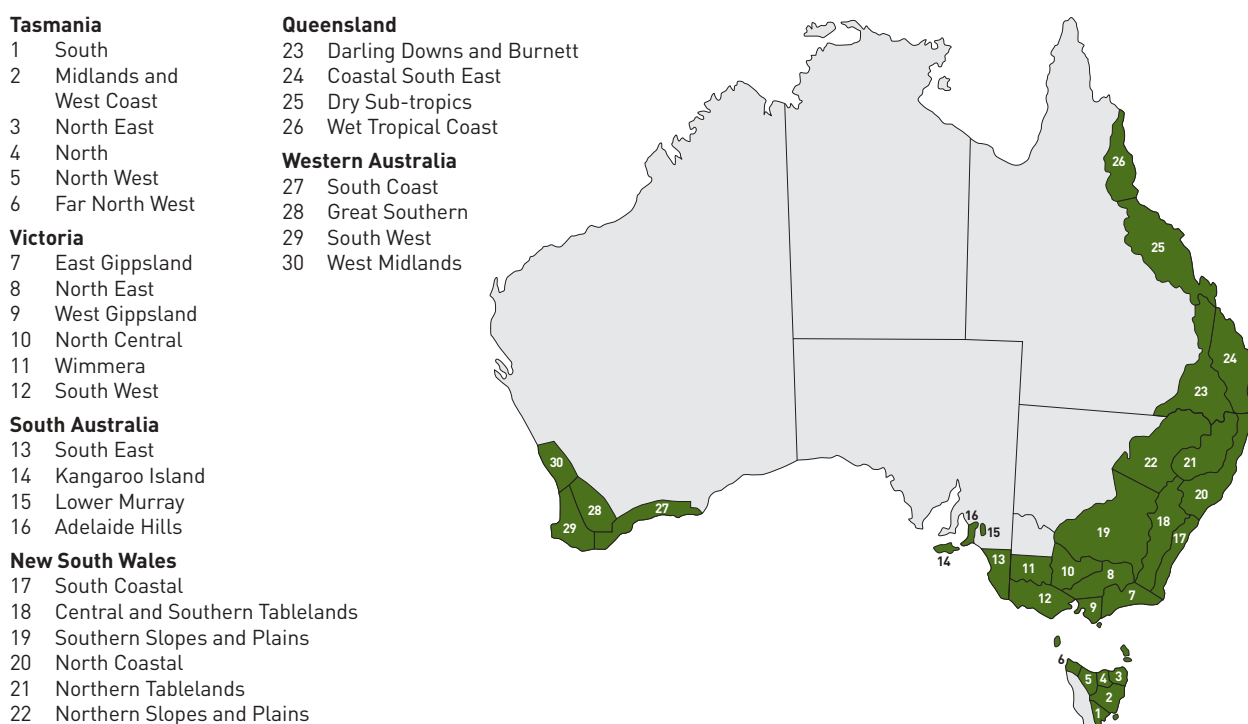 Tasmania
1 South
2 Midlands and
West Coast
3 North East
4 North
5 North West
6 Far North West
Victoria
7 East Gippsland
8 North East
9 West Gippsland
10 North Central
11 Wimmera
12 South West
South Australia
13 South East
14 Kangaroo Island
15 Lower Murray
16 Adelaide Hills
New South Wales
17 South Coastal
18 Central and Southern Tablelands
19 Southern Slopes and Plains
20 North Coastal
21 Northern Tablelands
22 Northern Slopes and Plains
Queensland
23 Darling Downs and Burnett
24 Coastal South East
25 Dry Sub-tropics
26 Wet Tropical Coast
Western Australia
27 South Coast
28 Great Southern
29 South West
30 West Midlands
26
25
24
23
22
21
20
30
28
27
29
16
15
14
13
19
18
17
11
10
8
12
9
7
6
5
4
3
2
1